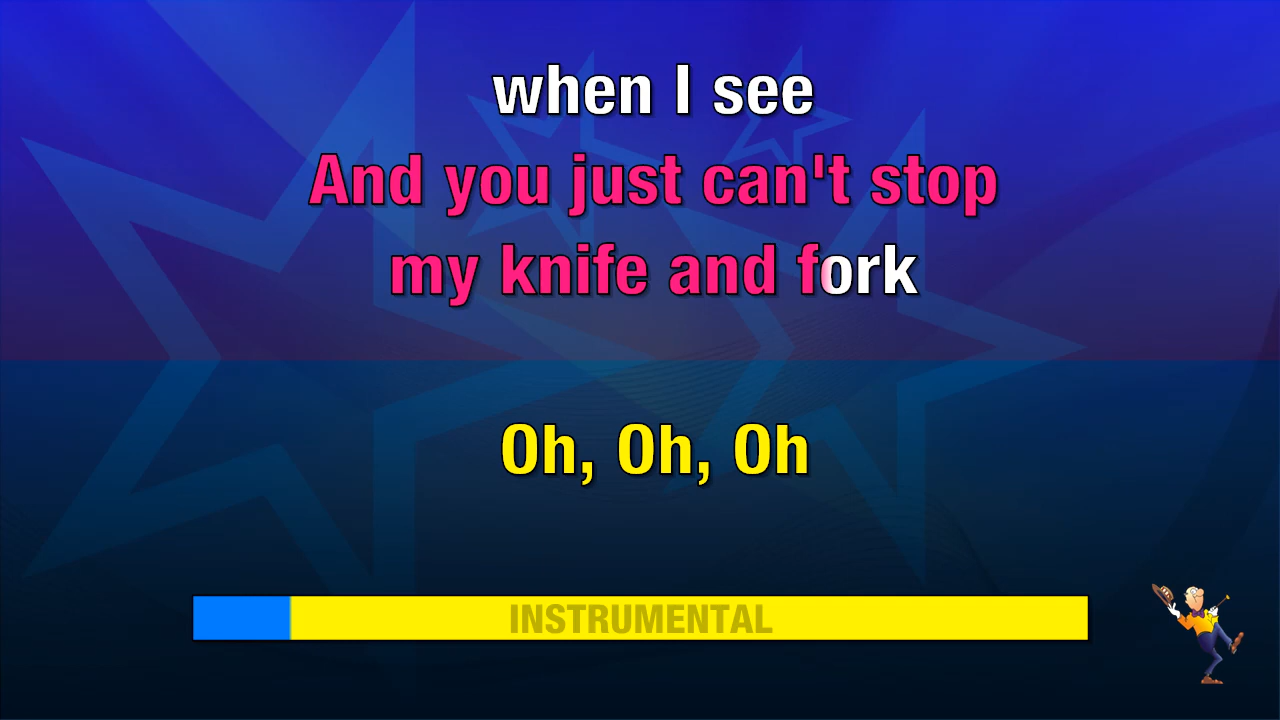 when I see
And you just can't stop
my knife and fork
Oh, Oh, Oh
INSTRUMENTAL